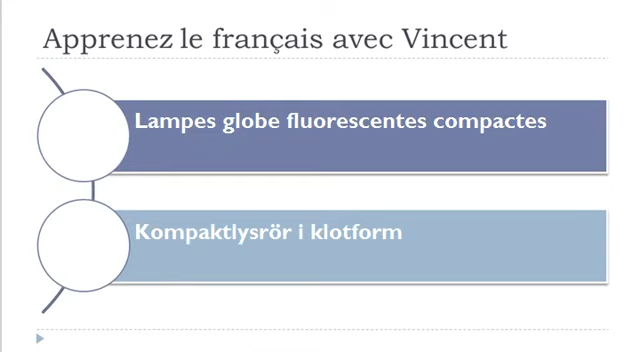 Apprenez le français avec Vincent
Lampes globe fluorescentes compactes
Kompaktlysrör i klotform